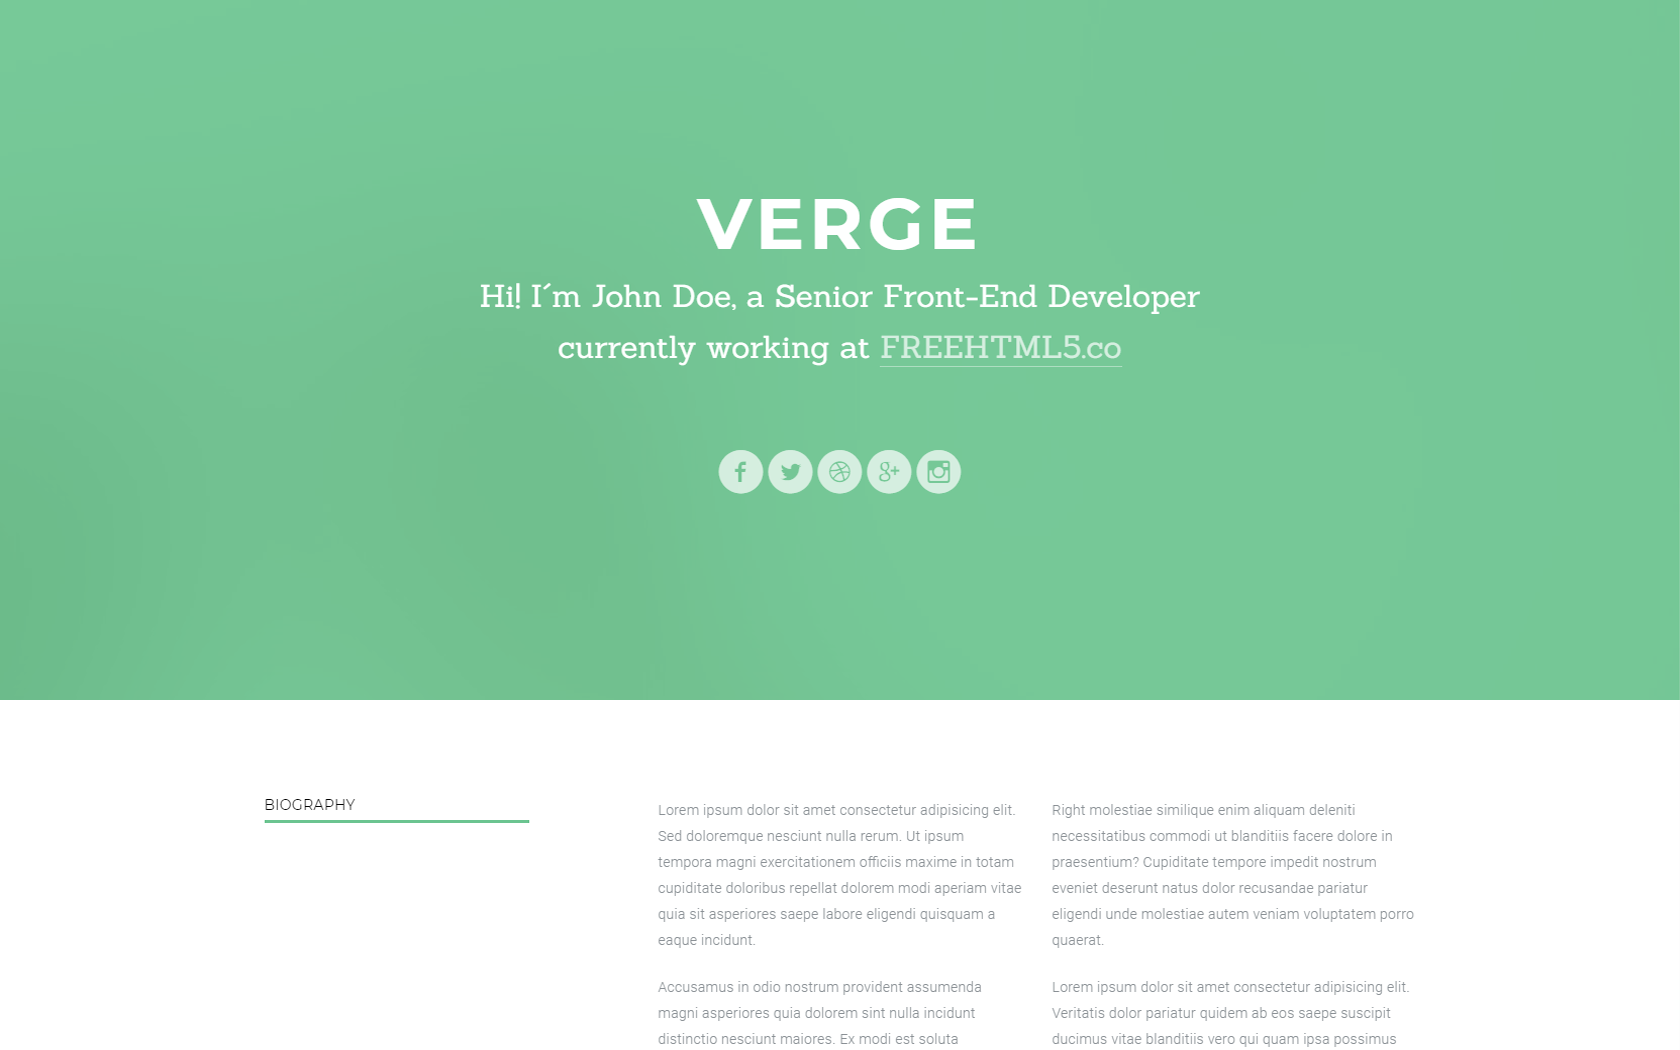 VERGE
Hi! I´m John Doe, a Senior Front-End Developer
currently working at FREEHTML5.co
BIOGRAPHY
Lorem ipsum dolor sit amet consectetur adipisicing elit.
Sed doloremque nesciunt nulla rerum. Ut ipsum
tempora magni exercitationem officiis maxime in totam
cupiditate doloribus repellat dolorem modi aperiam vitae
quia sit asperiores saepe labore eligendi quisquam a
eaque incidunt.
Accusamus in odio nostrum provident assumenda
magni asperiores quia dolorem sint nulla incidunt
distinctio nesciunt maiores. Ex modi est soluta
Right molestiae similique enim aliquam deleniti
necessitatibus commodi ut blanditiis facere dolore in
praesentium? Cupiditate tempore impedit nostrum
eveniet deserunt natus dolor recusandae pariatur
eligendi unde molestiae autem veniam voluptatem porro
quaerat.
Lorem ipsum dolor sit amet consectetur adipisicing elit.
Veritatis dolor pariatur quidem ab eos saepe suscipit
ducimus vitae blanditiis vero qui quam ipsa possimus